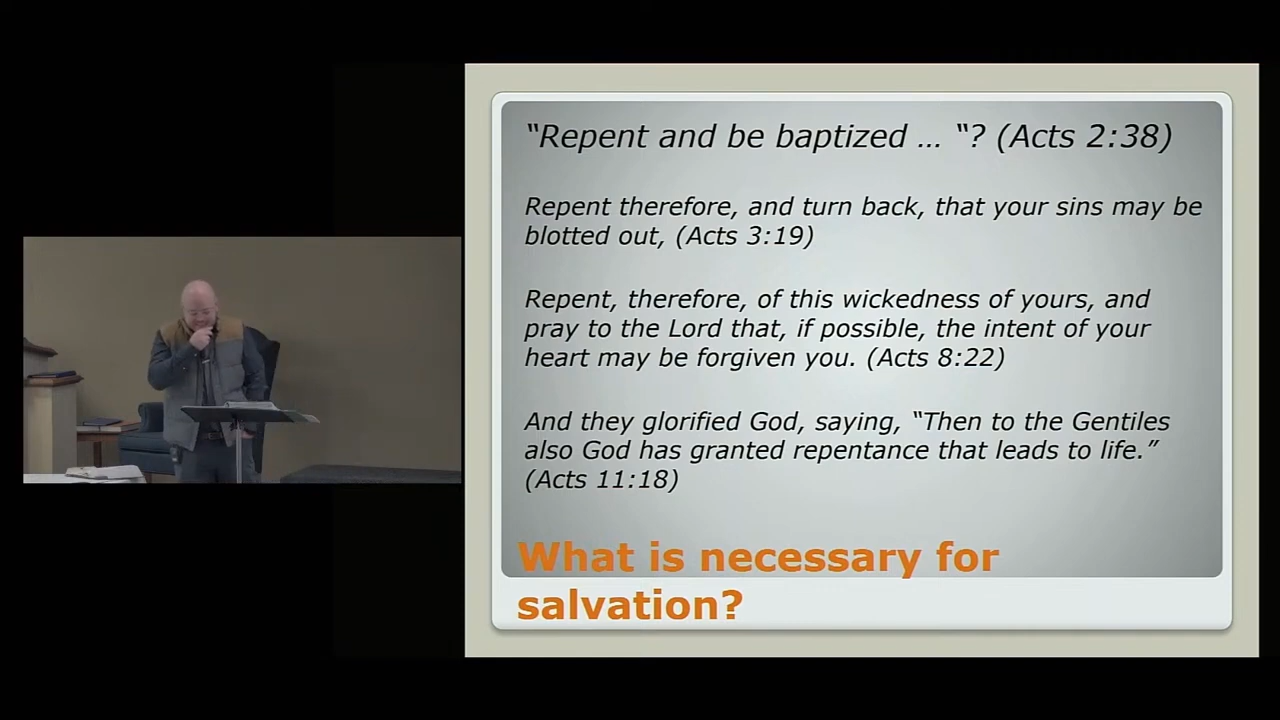 “Repent and be baptized … “? (Acts 2:38)
Repent therefore, and turn back, that your sins may be
blotted out, (Acts 3:19)
Repent, therefore, of this wickedness of yours, and
pray to the Lord that, if possible, the intent of your
heart may be forgiven you. (Acts 8:22)
And they glorified God, saying, “Then to the Gentiles
also God has granted repentance that leads to life.”
(Acts 11:18)
What is necessary for
salvation?